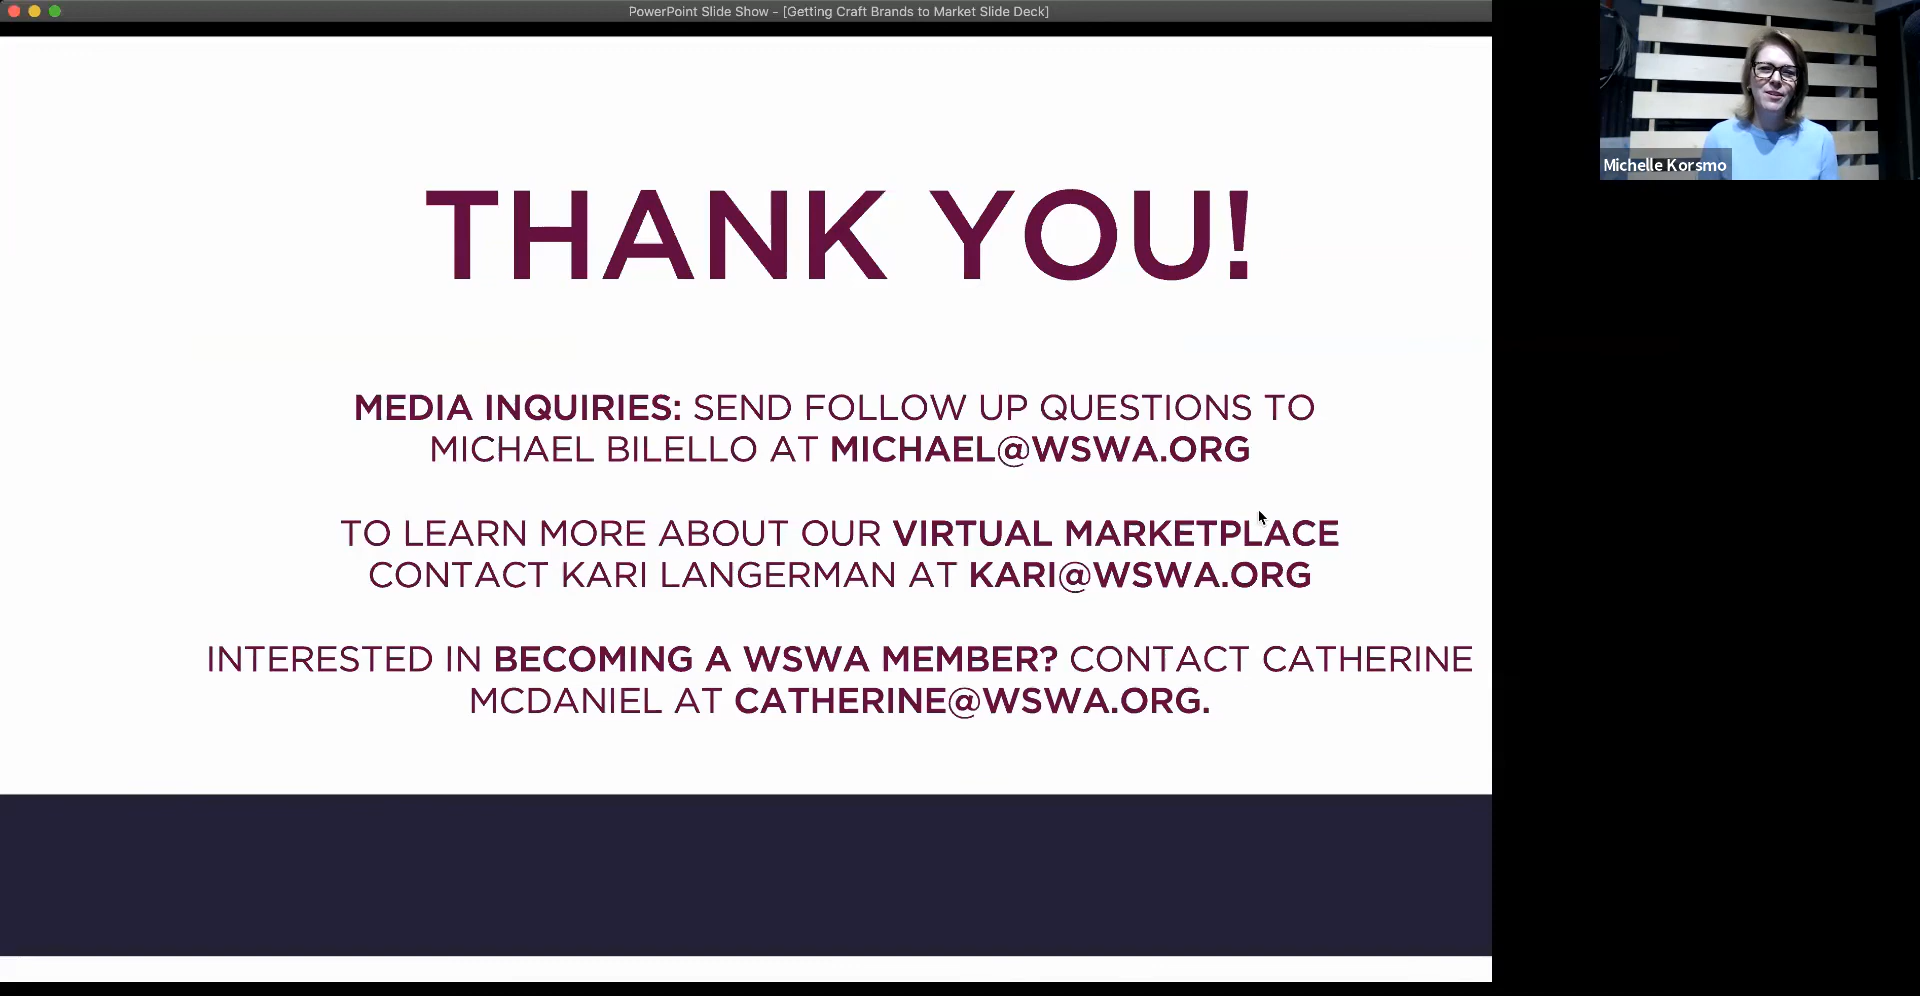 PowerPoint Slide Show - [Getting Craft Brands to Market Slide Deck]
THANK YOU!
MEDIA INQUIRIES: SEND FOLLOW UP QUESTIONS TO
MICHAEL BILELLO AT MICHAEL@WSWA.ORG
TO LEARN MORE ABOUT OUR VIRTUAL MARKETPLACE
CONTACT KARI LANGERMAN AT KARI@WSWA.ORG
INTERESTED IN BECOMING A WSWA MEMBER? CONTACT CATHERINE
MCDANIEL AT CATHERINE@WSWA.ORG.
Michelle Korsmo